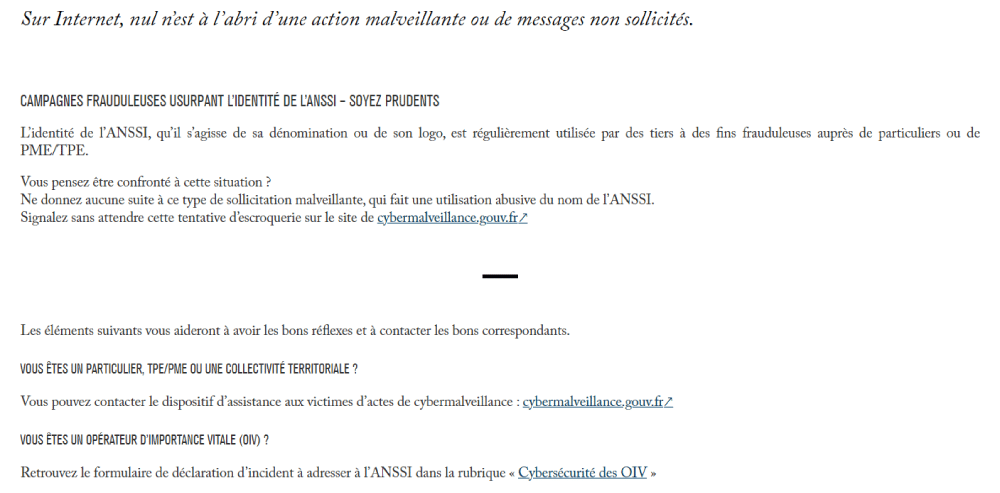 Sur Internet, nul n’est à l’abri d’une action malveillante ou de messages non sollicités.
CAMPAGNES FRAUDULEUSES USURPANT L’IDENTITÉ DE L’ANSSI – SOYEZ PRUDENTS
L’identité de l’ANSSI, qu’il s’agisse de sa dénomination ou de son logo, est régulièrement utilisée par des tiers à des fins frauduleuses auprès de particuliers ou de
PME/TPE.
Vous pensez être confronté à cette situation ?
Ne donnez aucune suite à ce type de sollicitation malveillante, qui fait une utilisation abusive du nom de l’ANSSI.
Signalez sans attendre cette tentative d’escroquerie sur le site de cybermalveillance.gouv.fr↗
Les éléments suivants vous aideront à avoir les bons réflexes et à contacter les bons correspondants.
VOUS ÊTES UN PARTICULIER, TPE/PME OU UNE COLLECTIVITÉ TERRITORIALE ?
Vous pouvez contacter le dispositif d’assistance aux victimes d’actes de cybermalveillance : cybermalveillance.gouv.fr↗
VOUS ÊTES UN OPÉRATEUR D’IMPORTANCE VITALE (OIV) ?
Retrouvez le formulaire de déclaration d’incident à adresser à l’ANSSI dans la rubrique « Cybersécurité des OIV »